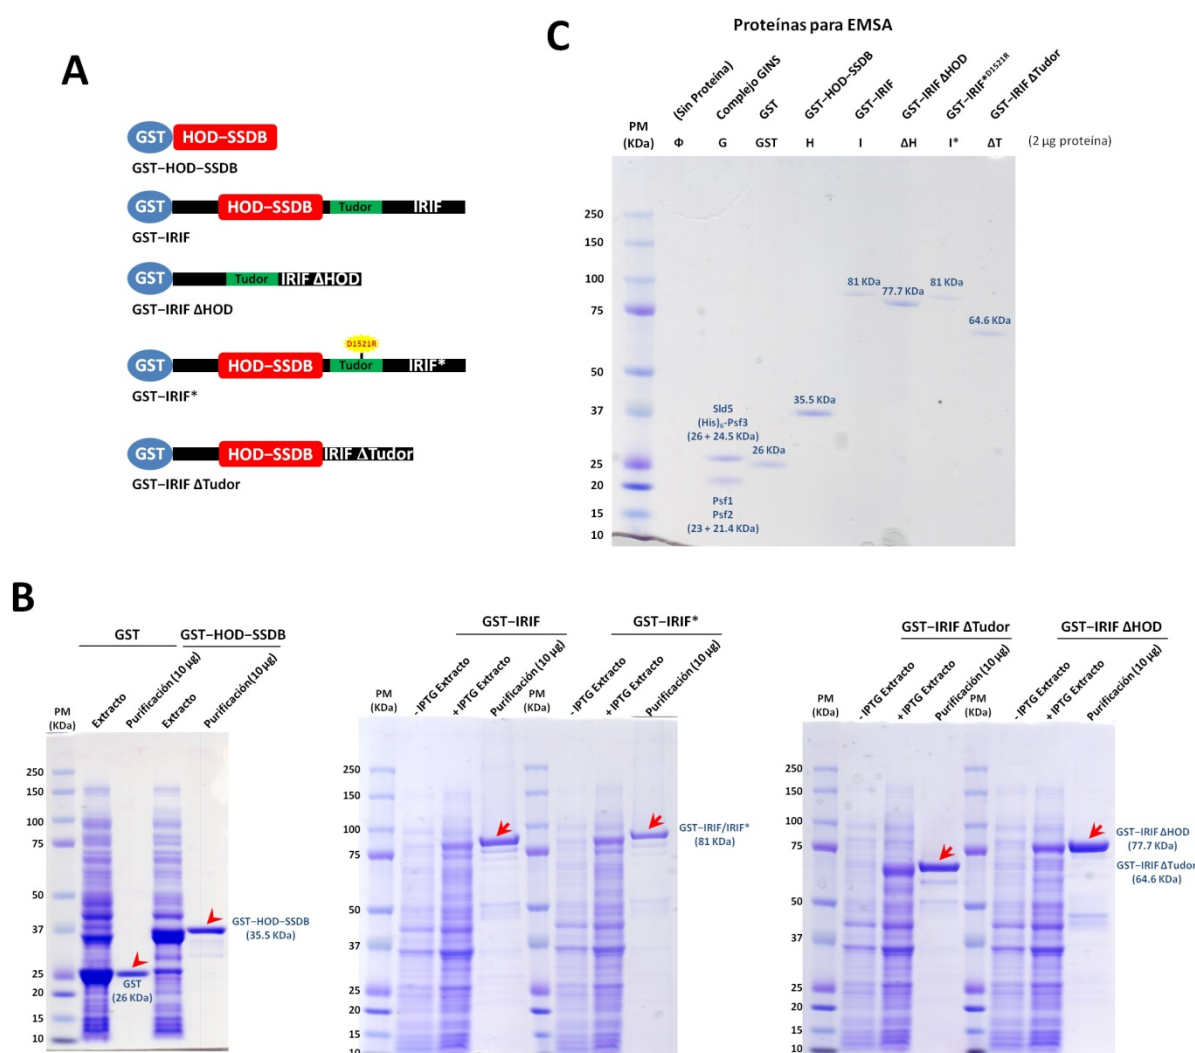 A
GST HOD–SSDB
GST–HOD–SSDB
GST HOD–SSDB Tudor IRIF
GST–IRIF
GST Tudor IRIF ΔHOD
GST–IRIF ΔHOD
D1521R
GST HOD–SSDB Tudor IRIF*
GST–IRIF*
GST HOD–SSDB IRIF ΔTudor
GST–IRIF ΔTudor
C
Proteínas para EMSA
(Sin Proteína)
Complejo GINS
GST
GST–HOD–SSDB
GST–IRIF
GST–IRIF ΔHOD
GST–IRIF*D1521R
GST–IRIF ΔTudor
PM
(KDa)
Φ G GST H I ΔH I* ΔT (2 µg proteína)
250
150
100
75
50
37
25
20
15
10
81 KDa
77.7 KDa
81 KDa
64.6 KDa
35.5 KDa
Sld5
(His)6-Psf3
(26 + 24.5 KDa)
26 KDa
Psf1
Psf2
(23 + 21.4 KDa)
B
GST GST–HOD–SSDB
PM
(KDa)
Extracto
Purificación (10 µg)
Extracto
Purificación (10 µg)
250
150
100
75
50
37
25
20
15
10
GST–HOD–SSDB
(35.5 KDa)
GST
(26 KDa)
GST–IRIF GST–IRIF*
PM
(KDa)
- IPTG Extracto
+ IPTG Extracto
Purificación (10 µg)
PM
(KDa)
- IPTG Extracto
+ IPTG Extracto
Purificación (10 µg)
250
150
100
75
50
37
25
20
15
10
GST–IRIF/IRIF*
(81 KDa)
GST–IRIF ΔTudor GST–IRIF ΔHOD
PM
(KDa)
- IPTG Extracto
+ IPTG Extracto
Purificación (10 µg)
PM
(KDa)
- IPTG Extracto
+ IPTG Extracto
Purificación (10 µg)
250
150
100
75
50
37
25
20
15
10
GST–IRIF ΔHOD
(77.7 KDa)
GST–IRIF ΔTudor
(64.6 KDa)